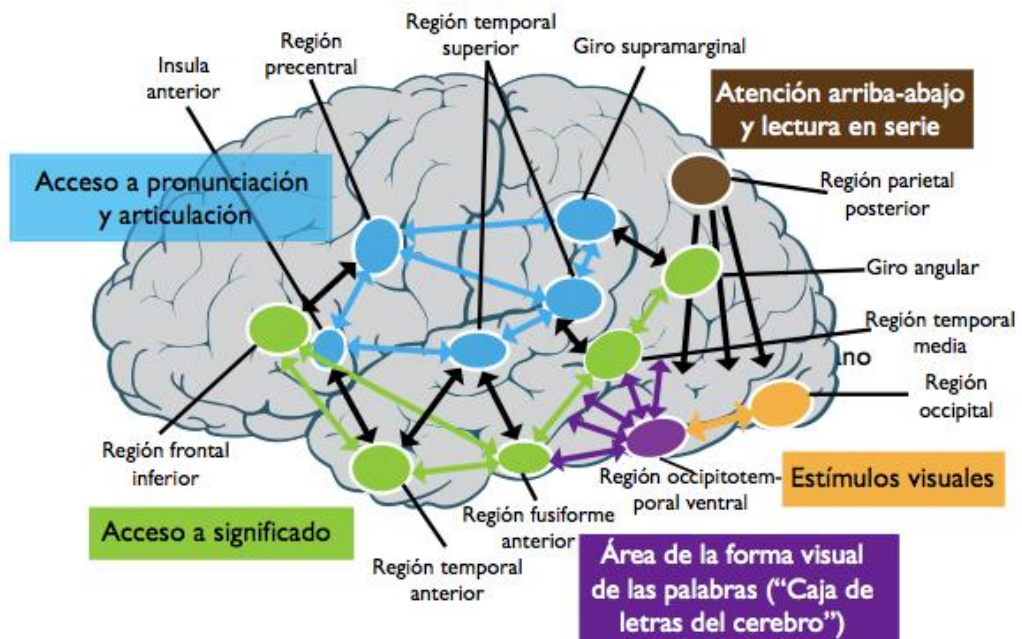 Región temporal
superior
Giro supramarginal
Región
precentral
Insula
anterior
Atención arriba-abajo
y lectura en serie
Acceso a pronunciación
y articulación
Región parietal
posterior
Giro angular
Región temporal
media
ano
Región
occipital
Región frontal
inferior
Región occipitotem-
poral ventral
Estímulos visuales
Acceso a significado
Región fusiforme
anterior
Región temporal
anterior
Área de la forma visual
de las palabras (“Caja de
letras del cerebro”)